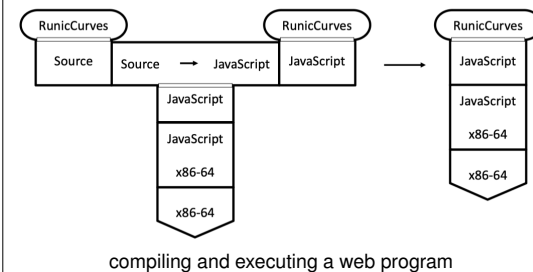 RunicCurves RunicCurves RunicCurves
Source Source → JavaScript JavaScript → JavaScript
JavaScript JavaScript
JavaScript x86-64
x86-64 x86-64
x86-64
compiling and executing a web program